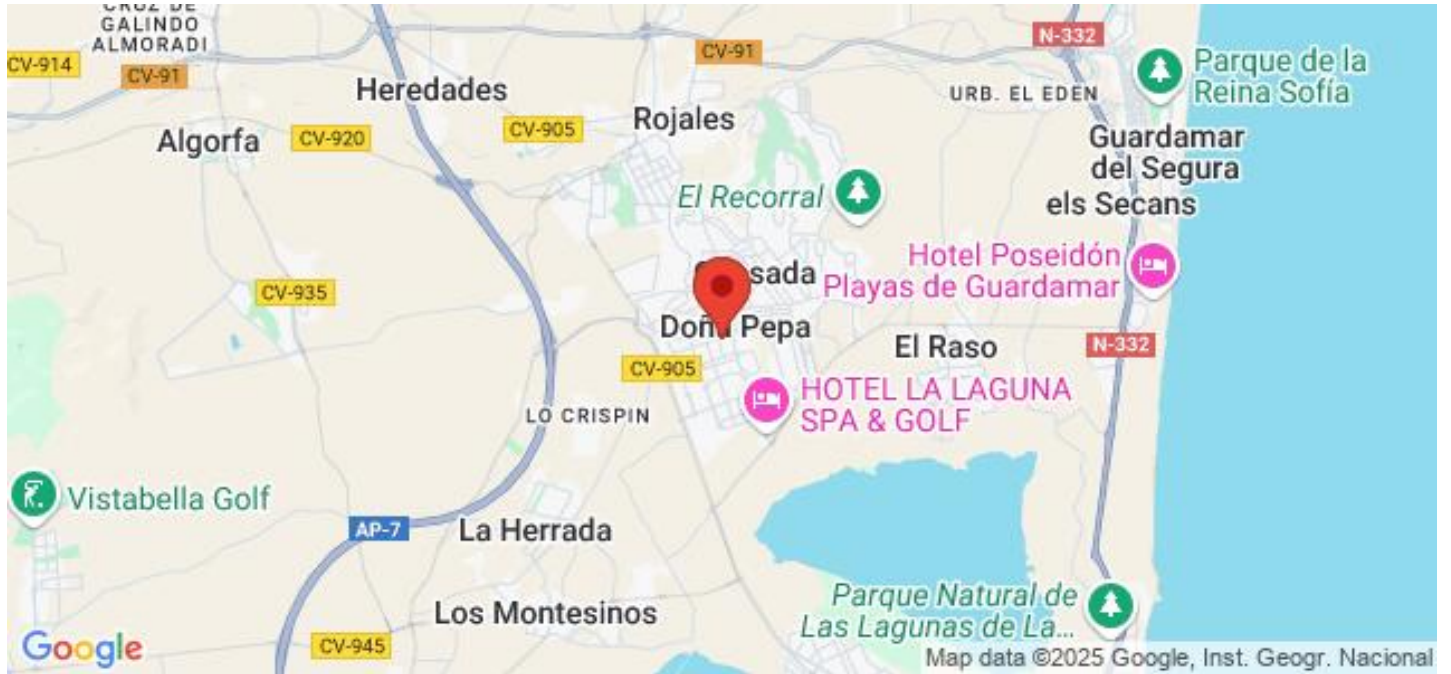 CRUZ DE
GALINDO
ALMORADI
CV-914
CV-91
Algorfa
CV-920
Heredades
CV-905
Rojales
CV-91
N-332
URB. EL EDEN
Parque de la
Reina Sofía
Guardamar
del Segura
els Secans
El Recorral
Hotel Poseidón
Playas de Guardamar
CV-935
Doña Pepa
CV-905
El Raso
N-332
HOTEL LA LAGUNA
SPA & GOLF
LO CRISPIN
Vistabella Golf
AP-7
La Herrada
Los Montesinos
Parque Natural de
Las Lagunas de La...
CV-945
Google
Map data ©2025 Google, Inst. Geogr. Nacional